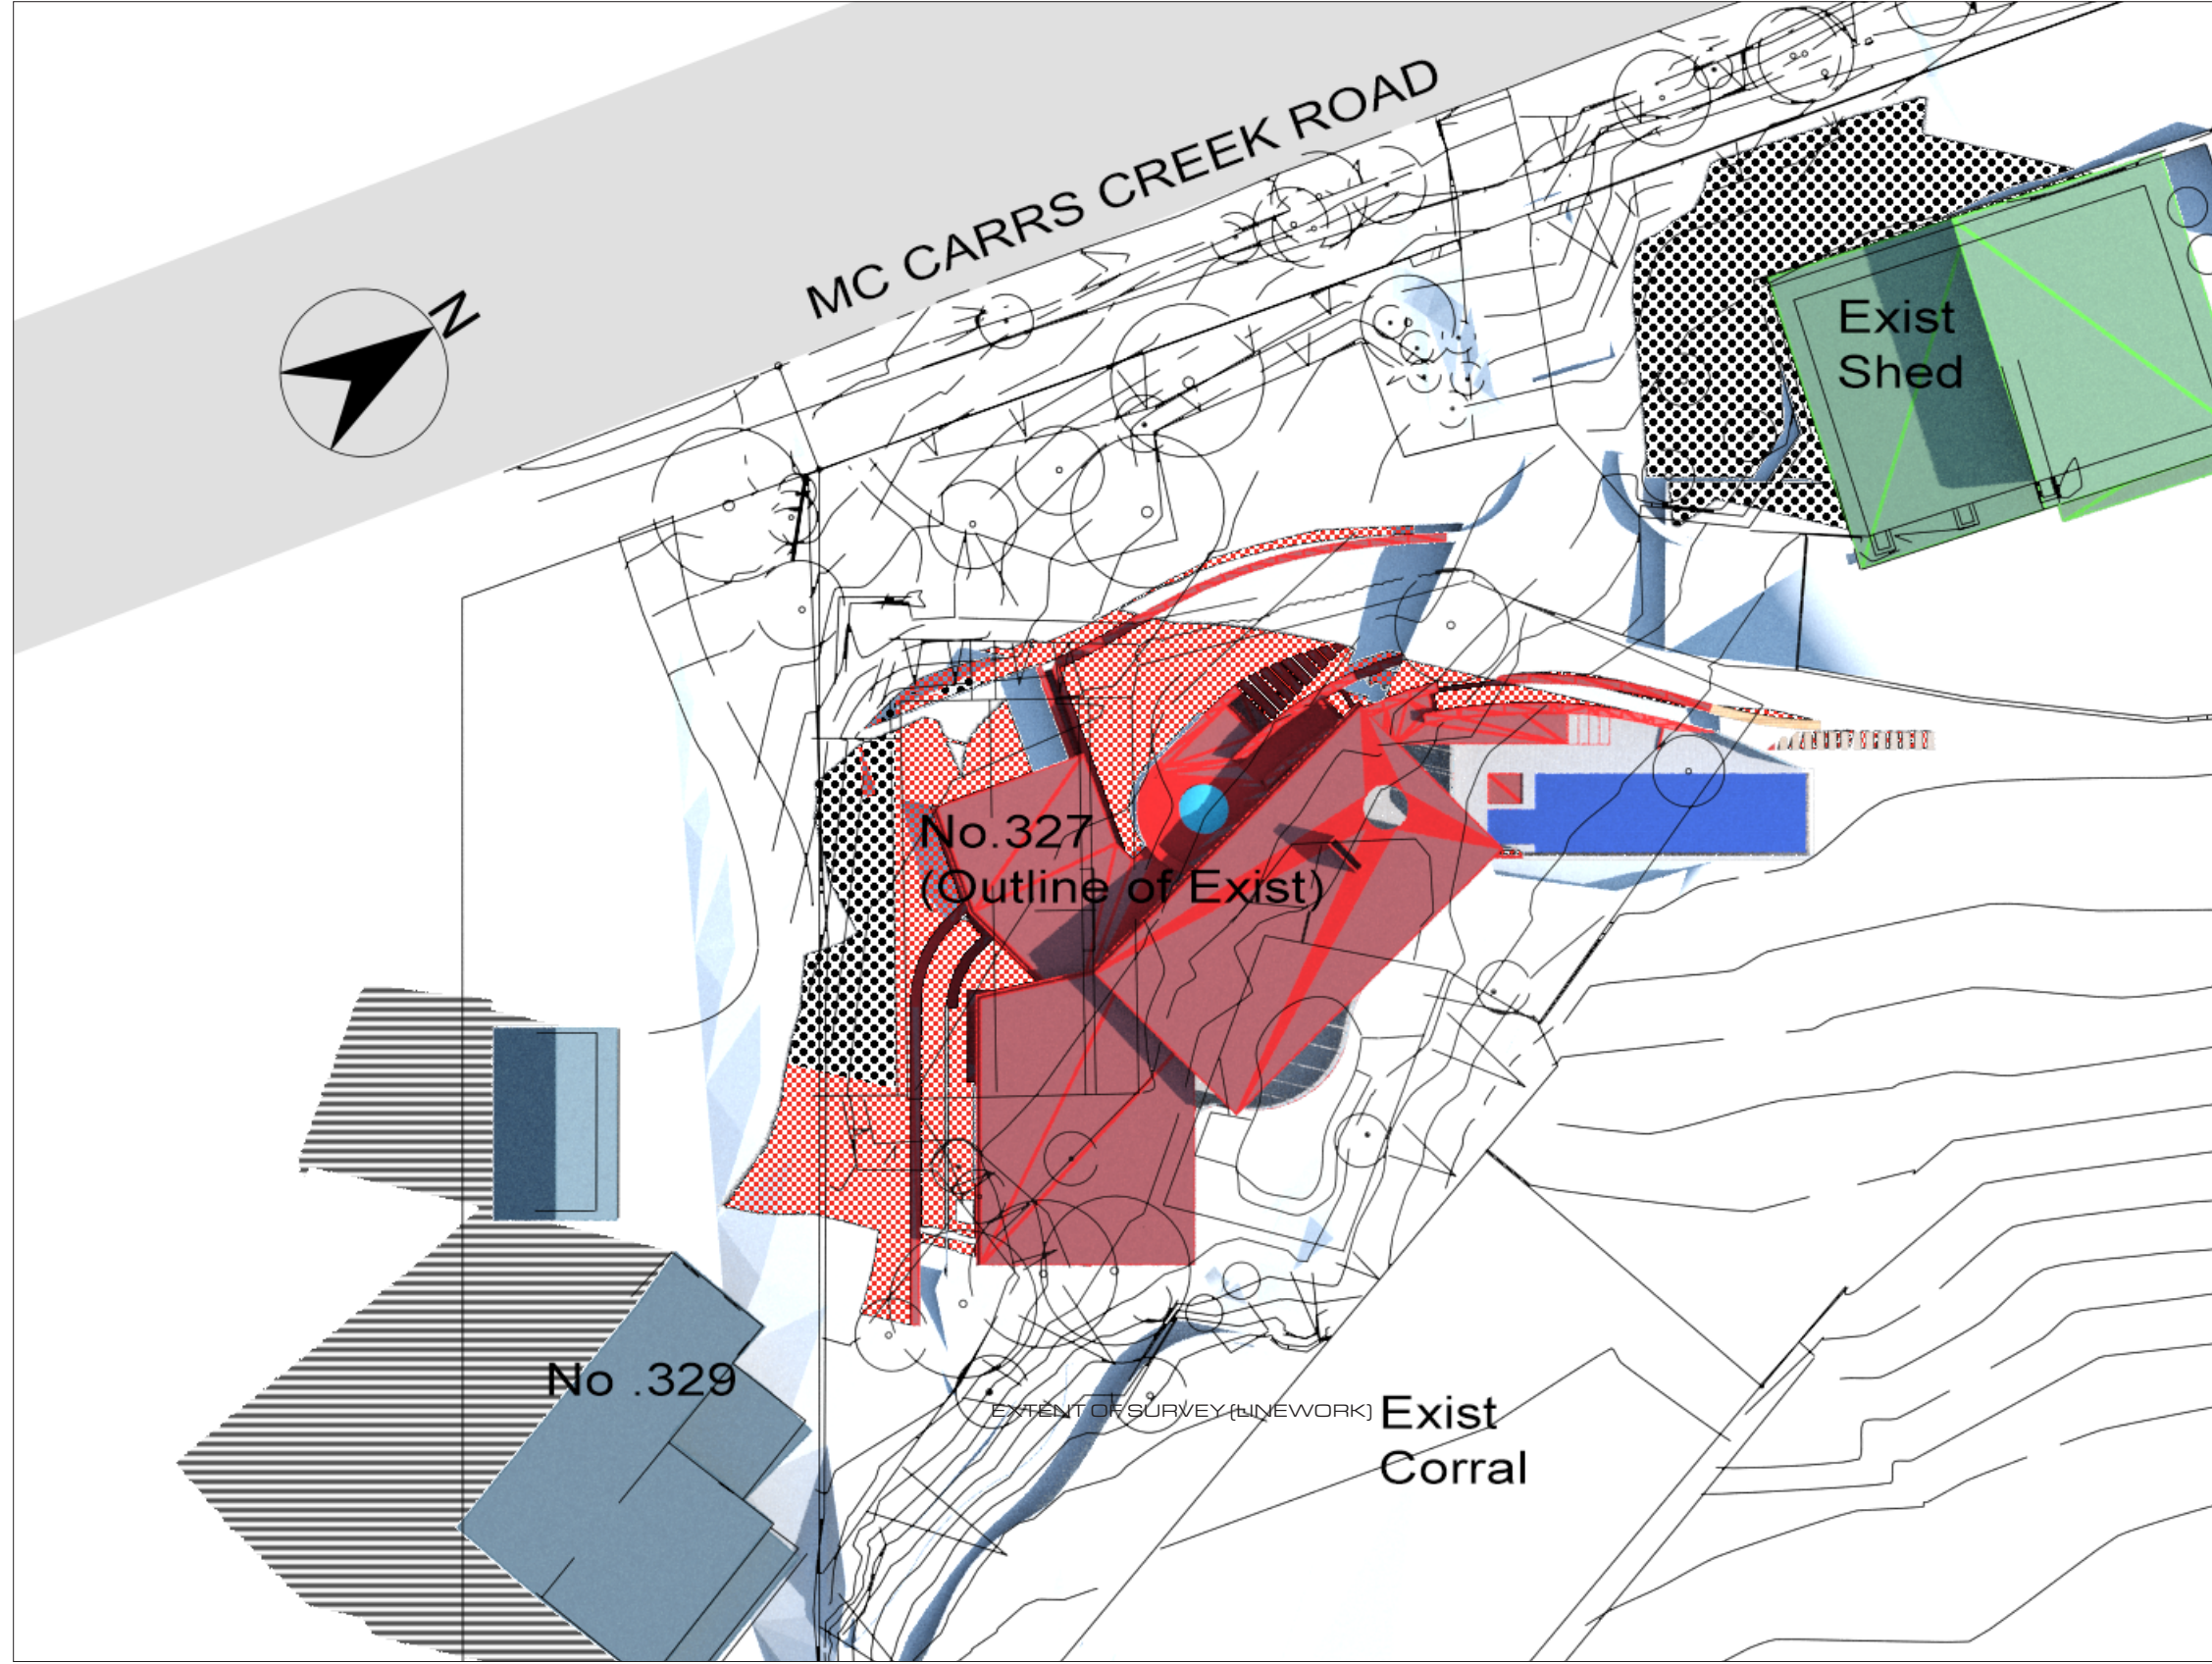 MC CARRS CREEK ROAD
N
Exist
Shed
No.327
(Outline of Exist)
No .329
EXTENT OF SURVEY (LINEWORK)
Exist
Corral